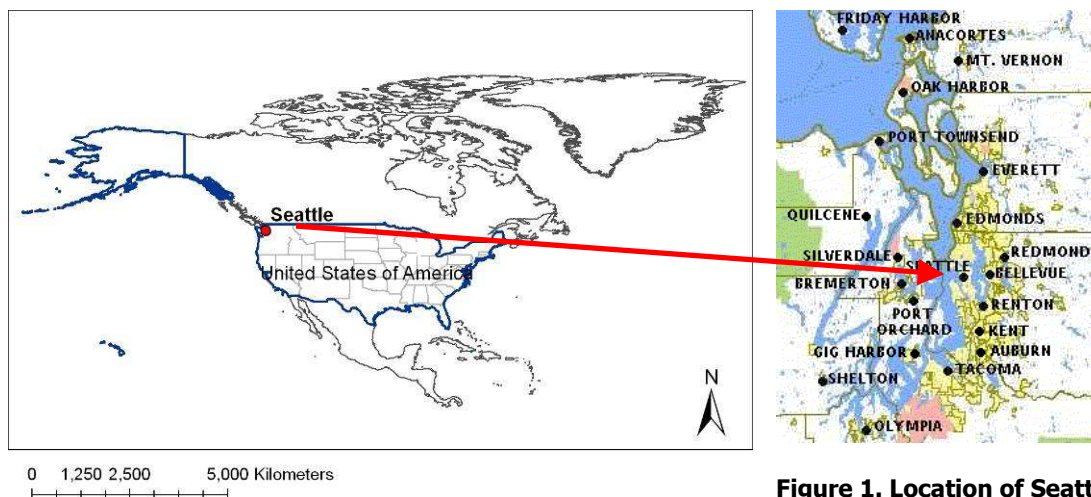 Seattle
United States of America
N
0 1,250 2,500 5,000 Kilometers
FRIDAY HARBOR
ANACORTES
MT. VERNON
OAK HARBOR
PORT TOWNSEND
EVERETT
QUILCENE
EDMONDS
SILVERDALE
REDMOND
SEATTLE
BELLEVUE
BREMERTON
RENTON
PORT
ORCHARD
KENT
GIG HARBOR
AUBURN
TACOMA
SHELTON
OLYMPIA
Figure 1. Location of Seatt